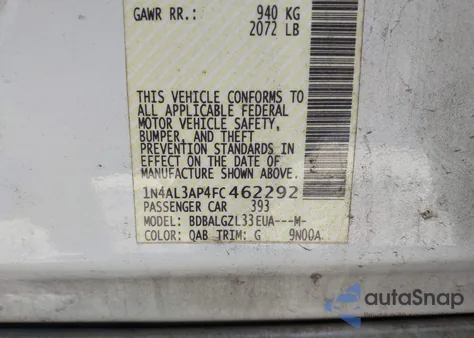 GAWR RR.: 940 KG
2072 LB
THIS VEHICLE CONFORMS TO
ALL APPLICABLE FEDERAL
MOTOR VEHICLE SAFETY,
BUMPER, AND THEFT
PREVENTION STANDARDS IN
EFFECT ON THE DATE OF
MANUFACTURE SHOWN ABOVE.
1N4AL3AP4FC462292
PASSENGER CAR 393
MODEL: BDBALGZL33EUA---M-
COLOR: QAB TRIM: G 9N00A
autoSnap